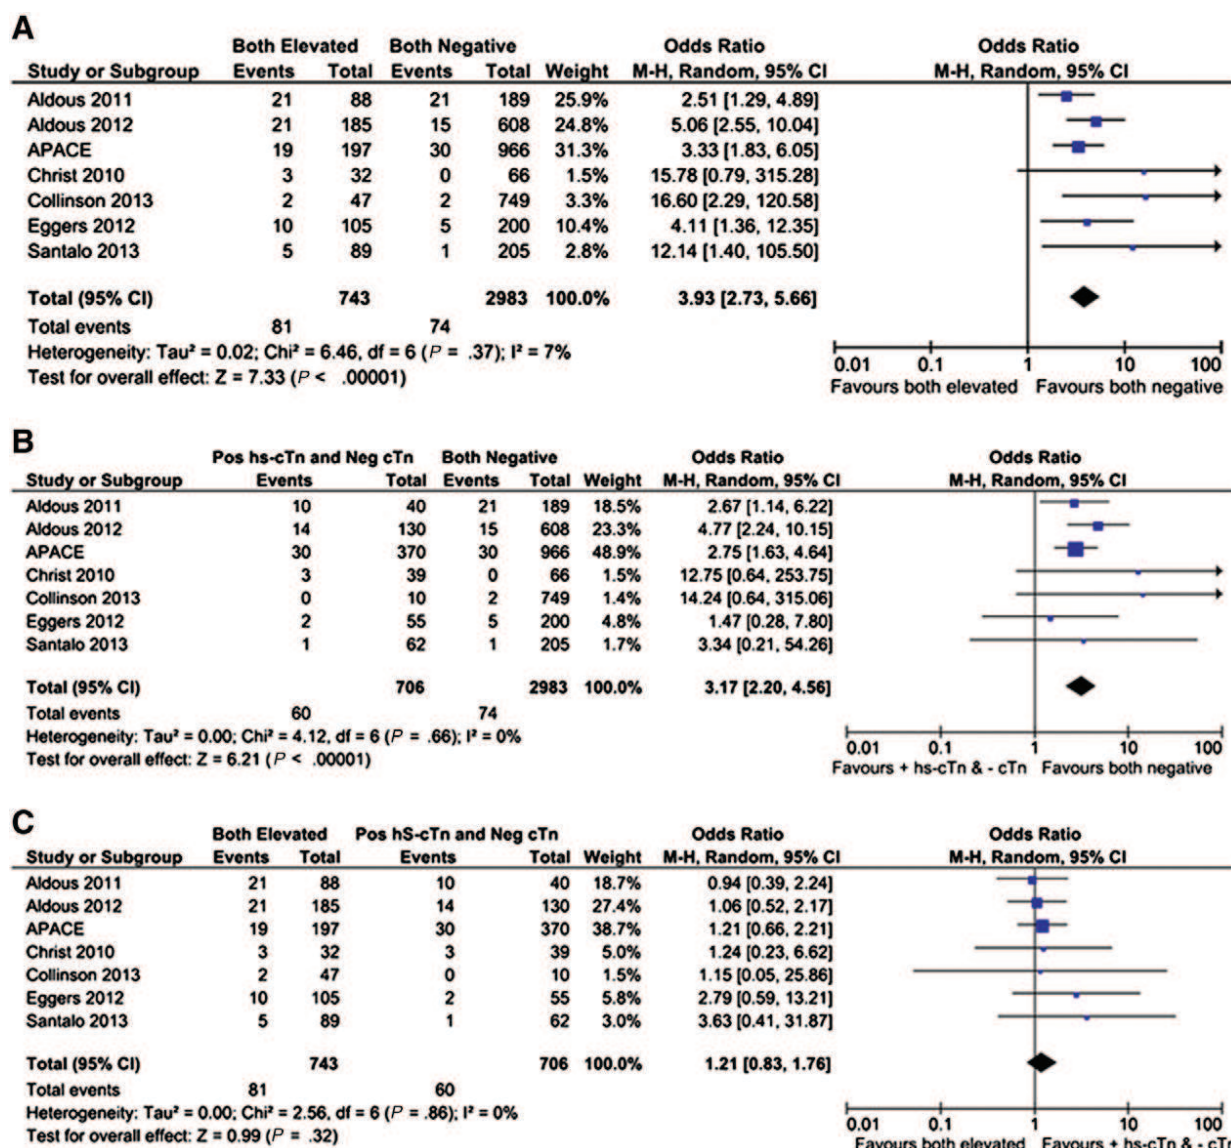 A
Both Elevated Both Negative Odds Ratio Odds Ratio
Study or Subgroup Events Total Events Total Weight M-H, Random, 95% CI M-H, Random, 95% CI
Aldous 2011 21 88 21 189 25.9% 2.51 [1.29, 4.89]
Aldous 2012 21 185 15 608 24.8% 5.06 [2.55, 10.04]
APACE 19 197 30 966 31.3% 3.33 [1.83, 6.05]
Christ 2010 3 32 0 66 1.5% 15.78 [0.79, 315.28]
Collinson 2013 2 47 2 749 3.3% 16.60 [2.29, 120.58]
Eggers 2012 10 105 5 200 10.4% 4.11 [1.36, 12.35]
Santalo 2013 5 89 1 205 2.8% 12.14 [1.40, 105.50]
Total (95% CI) 743 2983 100.0% 3.93 [2.73, 5.66]
Total events 81 74
Heterogeneity: Tau² = 0.02; Chi² = 6.46, df = 6 (P = .37); I² = 7%
Test for overall effect: Z = 7.33 (P < .00001)
0.01 0.1 1 10 100
Favours both elevated Favours both negative
B
Pos hs-cTn and Neg cTn Both Negative Odds Ratio Odds Ratio
Study or Subgroup Events Total Events Total Weight M-H, Random, 95% CI M-H, Random, 95% CI
Aldous 2011 10 40 21 189 18.5% 2.67 [1.14, 6.22]
Aldous 2012 14 130 15 608 23.3% 4.77 [2.24, 10.15]
APACE 30 370 30 966 48.9% 2.75 [1.63, 4.64]
Christ 2010 3 39 0 66 1.5% 12.75 [0.64, 253.75]
Collinson 2013 0 10 2 749 1.4% 14.24 [0.64, 315.06]
Eggers 2012 2 55 5 200 4.8% 1.47 [0.28, 7.80]
Santalo 2013 1 62 1 205 1.7% 3.34 [0.21, 54.26]
Total (95% CI) 706 2983 100.0% 3.17 [2.20, 4.56]
Total events 60 74
Heterogeneity: Tau² = 0.00; Chi² = 4.12, df = 6 (P = .66); I² = 0%
Test for overall effect: Z = 6.21 (P < .00001)
0.01 0.1 1 10 100
Favours + hs-cTn & - cTn Favours both negative
C
Both Elevated Pos hS-cTn and Neg cTn Odds Ratio Odds Ratio
Study or Subgroup Events Total Events Total Weight M-H, Random, 95% CI M-H, Random, 95% CI
Aldous 2011 21 88 10 40 18.7% 0.94 [0.39, 2.24]
Aldous 2012 21 185 14 130 27.4% 1.06 [0.52, 2.17]
APACE 19 197 30 370 38.7% 1.21 [0.66, 2.21]
Christ 2010 3 32 3 39 5.0% 1.24 [0.23, 6.62]
Collinson 2013 2 47 0 10 1.5% 1.15 [0.05, 25.86]
Eggers 2012 10 105 2 55 5.8% 2.79 [0.59, 13.21]
Santalo 2013 5 89 1 62 3.0% 3.63 [0.41, 31.87]
Total (95% CI) 743 706 100.0% 1.21 [0.83, 1.76]
Total events 81 60
Heterogeneity: Tau² = 0.00; Chi² = 2.56, df = 6 (P = .86); I² = 0%
Test for overall effect: Z = 0.99 (P = .32)
0.01 0.1 1 10 100
Favours both elevated Favours + hs-cTn & - cTn